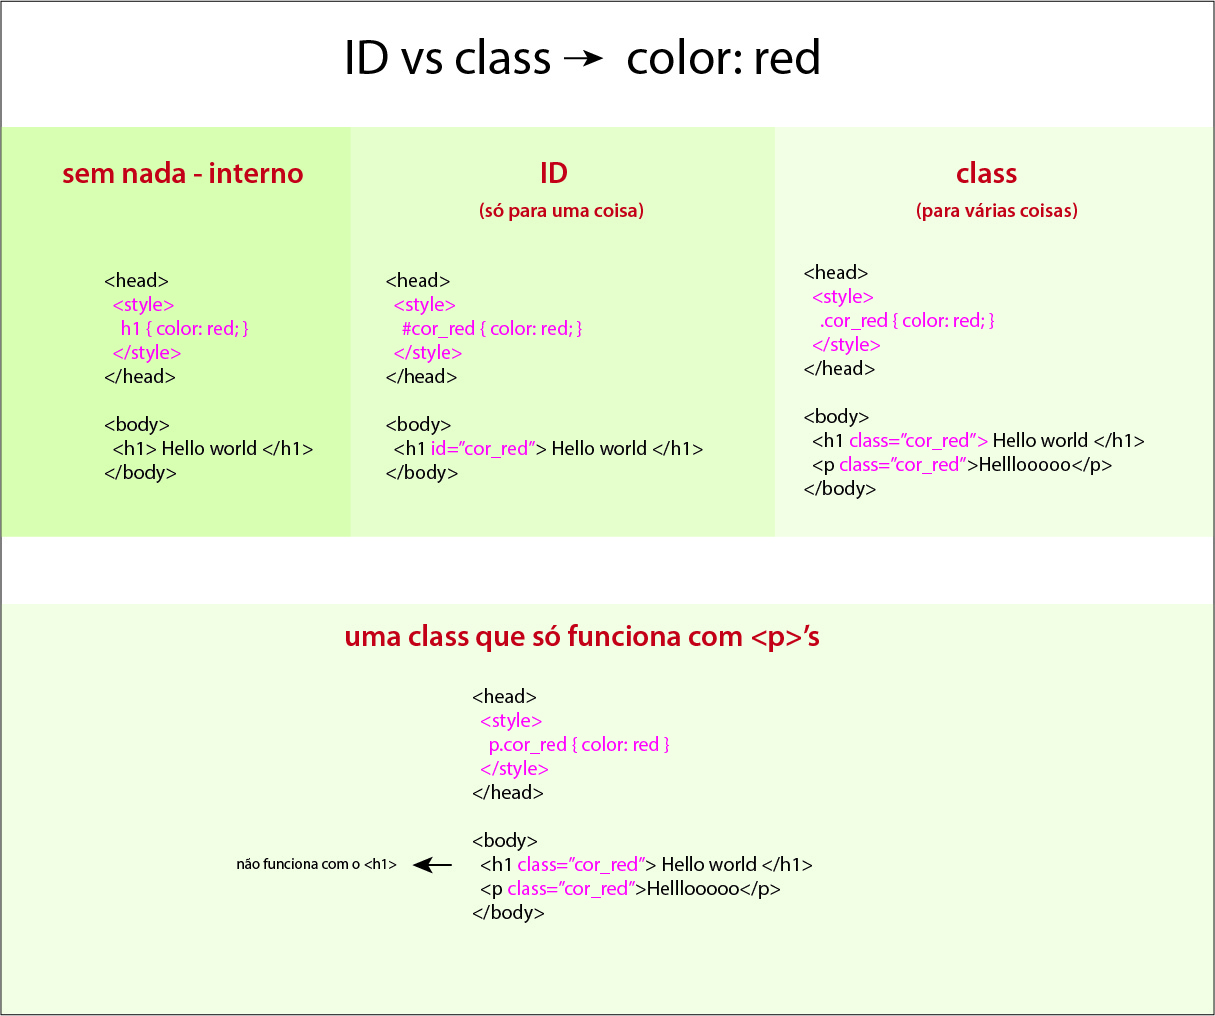 ID vs class → color: red
sem nada - interno
<head>
<style>
h1 { color: red; }
</style>
</head>
<body>
<h1> Hello world </h1>
</body>
ID
(só para uma coisa)
<head>
<style>
#cor_red { color: red; }
</style>
</head>
<body>
<h1 id=”cor_red”> Hello world </h1>
</body>
class
(para várias coisas)
<head>
<style>
.cor_red { color: red; }
</style>
</head>
<body>
<h1 class=”cor_red”> Hello world </h1>
<p class=”cor_red”>Helllooooo</p>
</body>
uma class que só funciona com <p>’s
<head>
<style>
p.cor_red { color: red }
</style>
</head>
<body>
não funciona com o <h1> ← <h1 class=”cor_red”> Hello world </h1>
<p class=”cor_red”>Helllooooo</p>
</body>